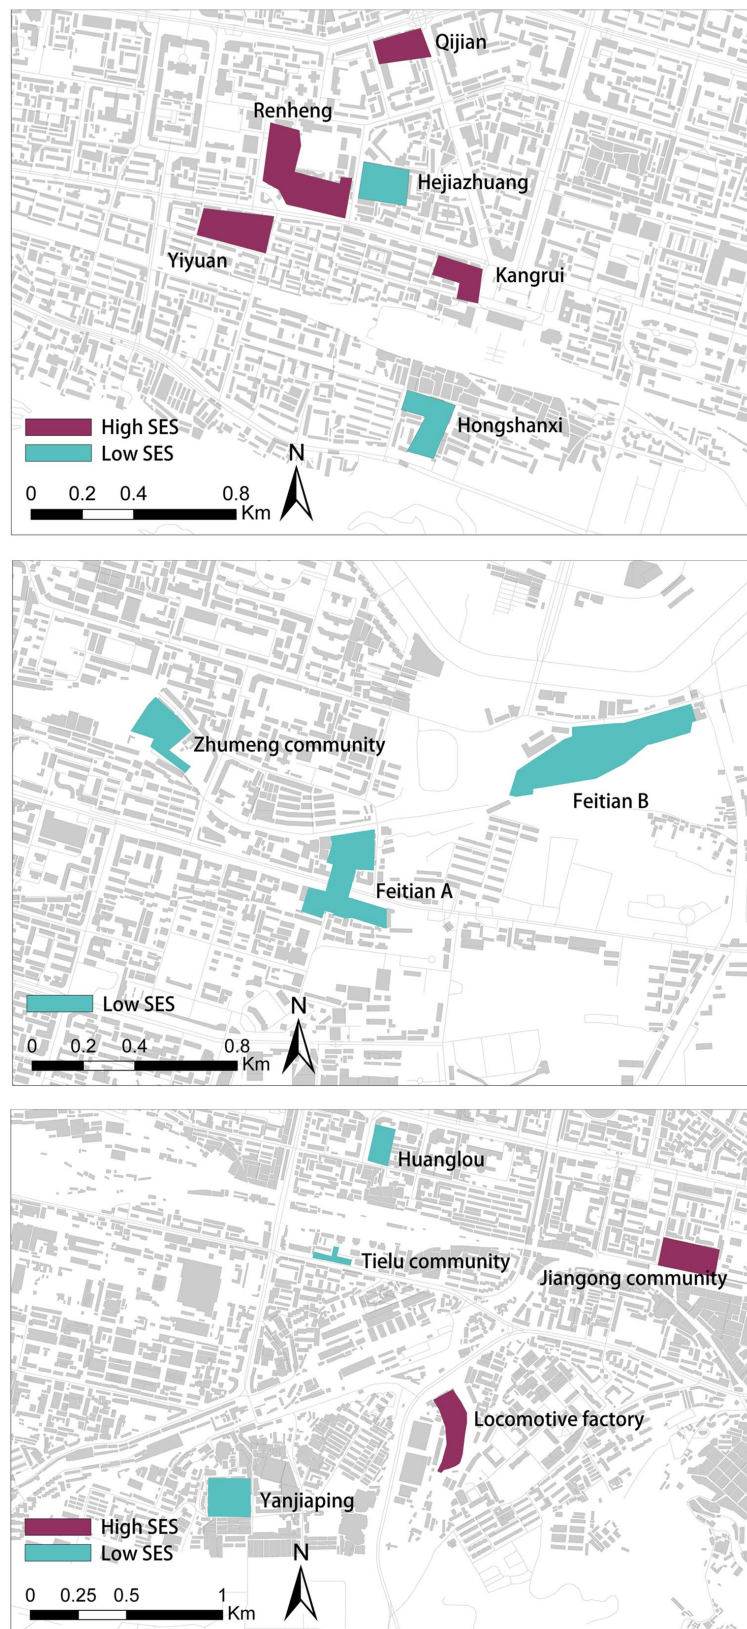 Qijian
Renheng
Hejiazhuang
Yiyuan
Kangrui
Hongshanxi
High SES
Low SES
N
0 0.2 0.4 0.8
Km
Zhumeng community
Feitian B
Feitian A
Low SES
N
0 0.2 0.4 0.8
Km
Huanglou
Tielu community
Jiangong community
Locomotive factory
Yanjiaping
High SES
Low SES
N
0 0.25 0.5 1
Km